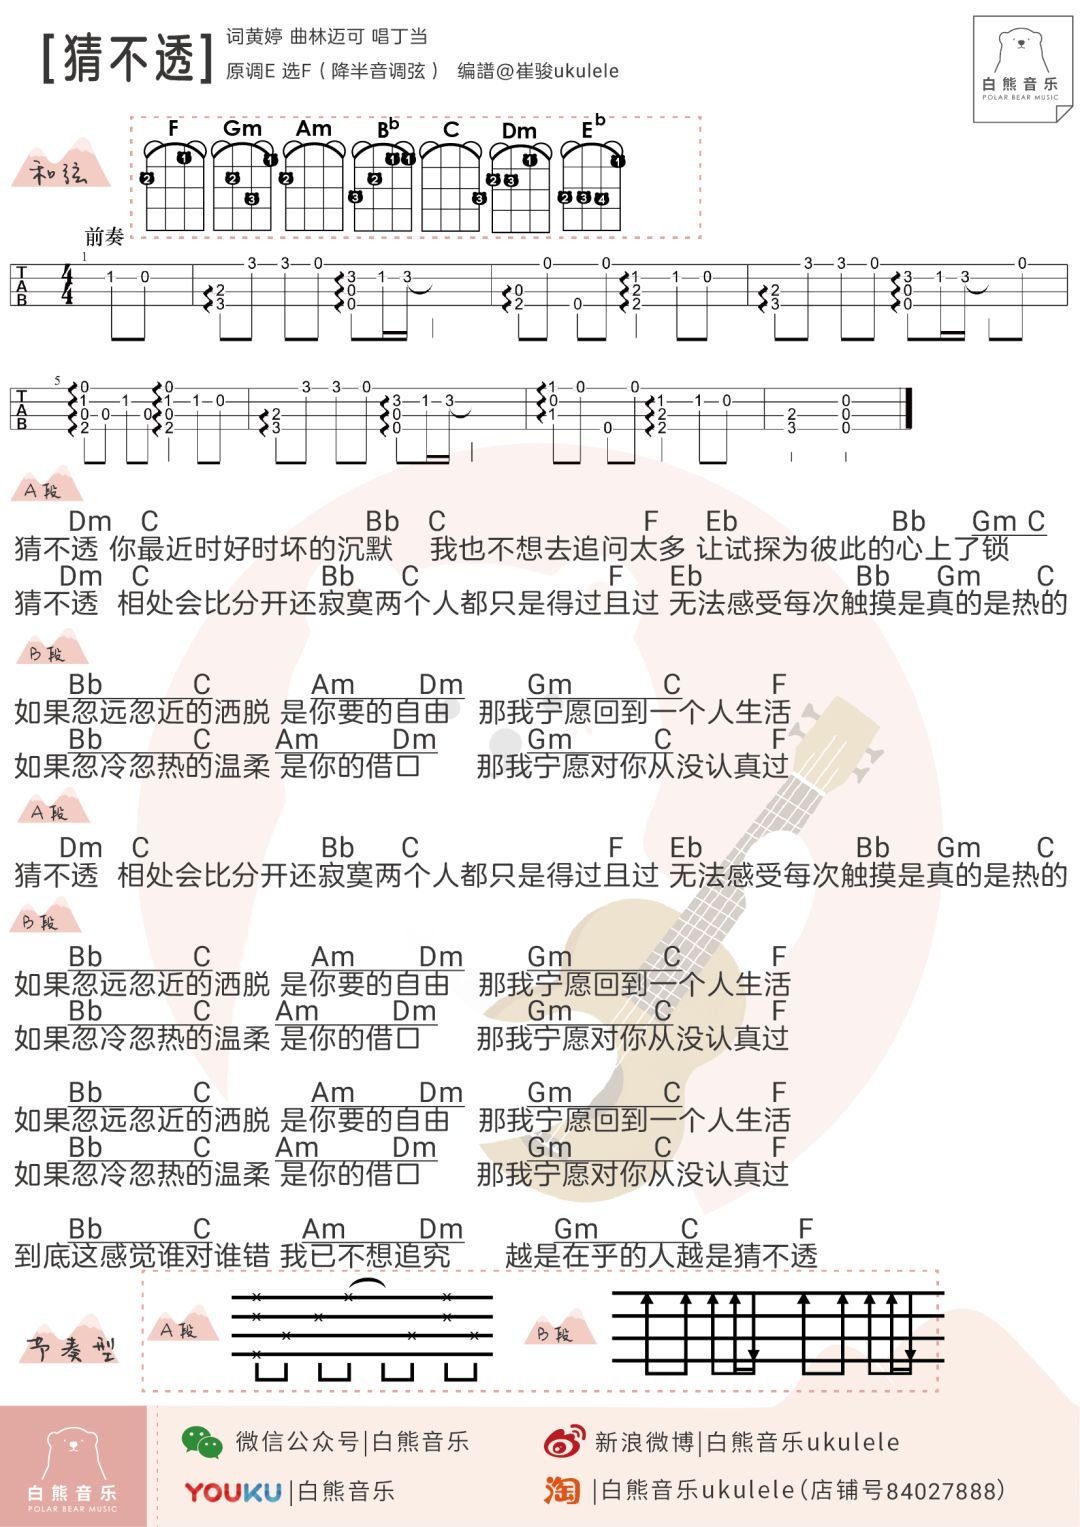 [猜不透]
词黄婷 曲林迈可 唱丁当
原调E 选F（降半音调弦） 编譜@崔骏ukulele
白熊音乐
POLAR BEAR MUSIC
和弦
F Gm Am Bb C Dm Eb
前奏
A段
Dm C Bb C F Eb Bb Gm C
猜不透 你最近时好时坏的沉默 我也不想去追问太多 让试探为彼此的心上了锁
Dm C Bb C F Eb Bb Gm C
猜不透 相处会比分开还寂寞两个人都只是得过且过 无法感受每次触摸是真的是热的
B段
Bb C Am Dm Gm C F
如果忽远忽近的洒脱 是你要的自由 那我宁愿回到一个人生活
Bb C Am Dm Gm C F
如果忽冷忽热的温柔 是你的借口 那我宁愿对你从没认真过
A段
Dm C Bb C F Eb Bb Gm C
猜不透 相处会比分开还寂寞两个人都只是得过且过 无法感受每次触摸是真的是热的
B段
Bb C Am Dm Gm C F
如果忽远忽近的洒脱 是你要的自由 那我宁愿回到一个人生活
Bb C Am Dm Gm C F
如果忽冷忽热的温柔 是你的借口 那我宁愿对你从没认真过
Bb C Am Dm Gm C F
如果忽远忽近的洒脱 是你要的自由 那我宁愿回到一个人生活
Bb C Am Dm Gm C F
如果忽冷忽热的温柔 是你的借口 那我宁愿对你从没认真过
Bb C Am Dm Gm C F
到底这感觉谁对谁错 我已不想追究 越是在乎的人越是猜不透
节奏型
A段
B段
白熊音乐
POLAR BEAR MUSIC
微信公众号|白熊音乐
新浪微博|白熊音乐ukulele
YOUKU|白熊音乐
淘|白熊音乐ukulele(店铺号84027888)